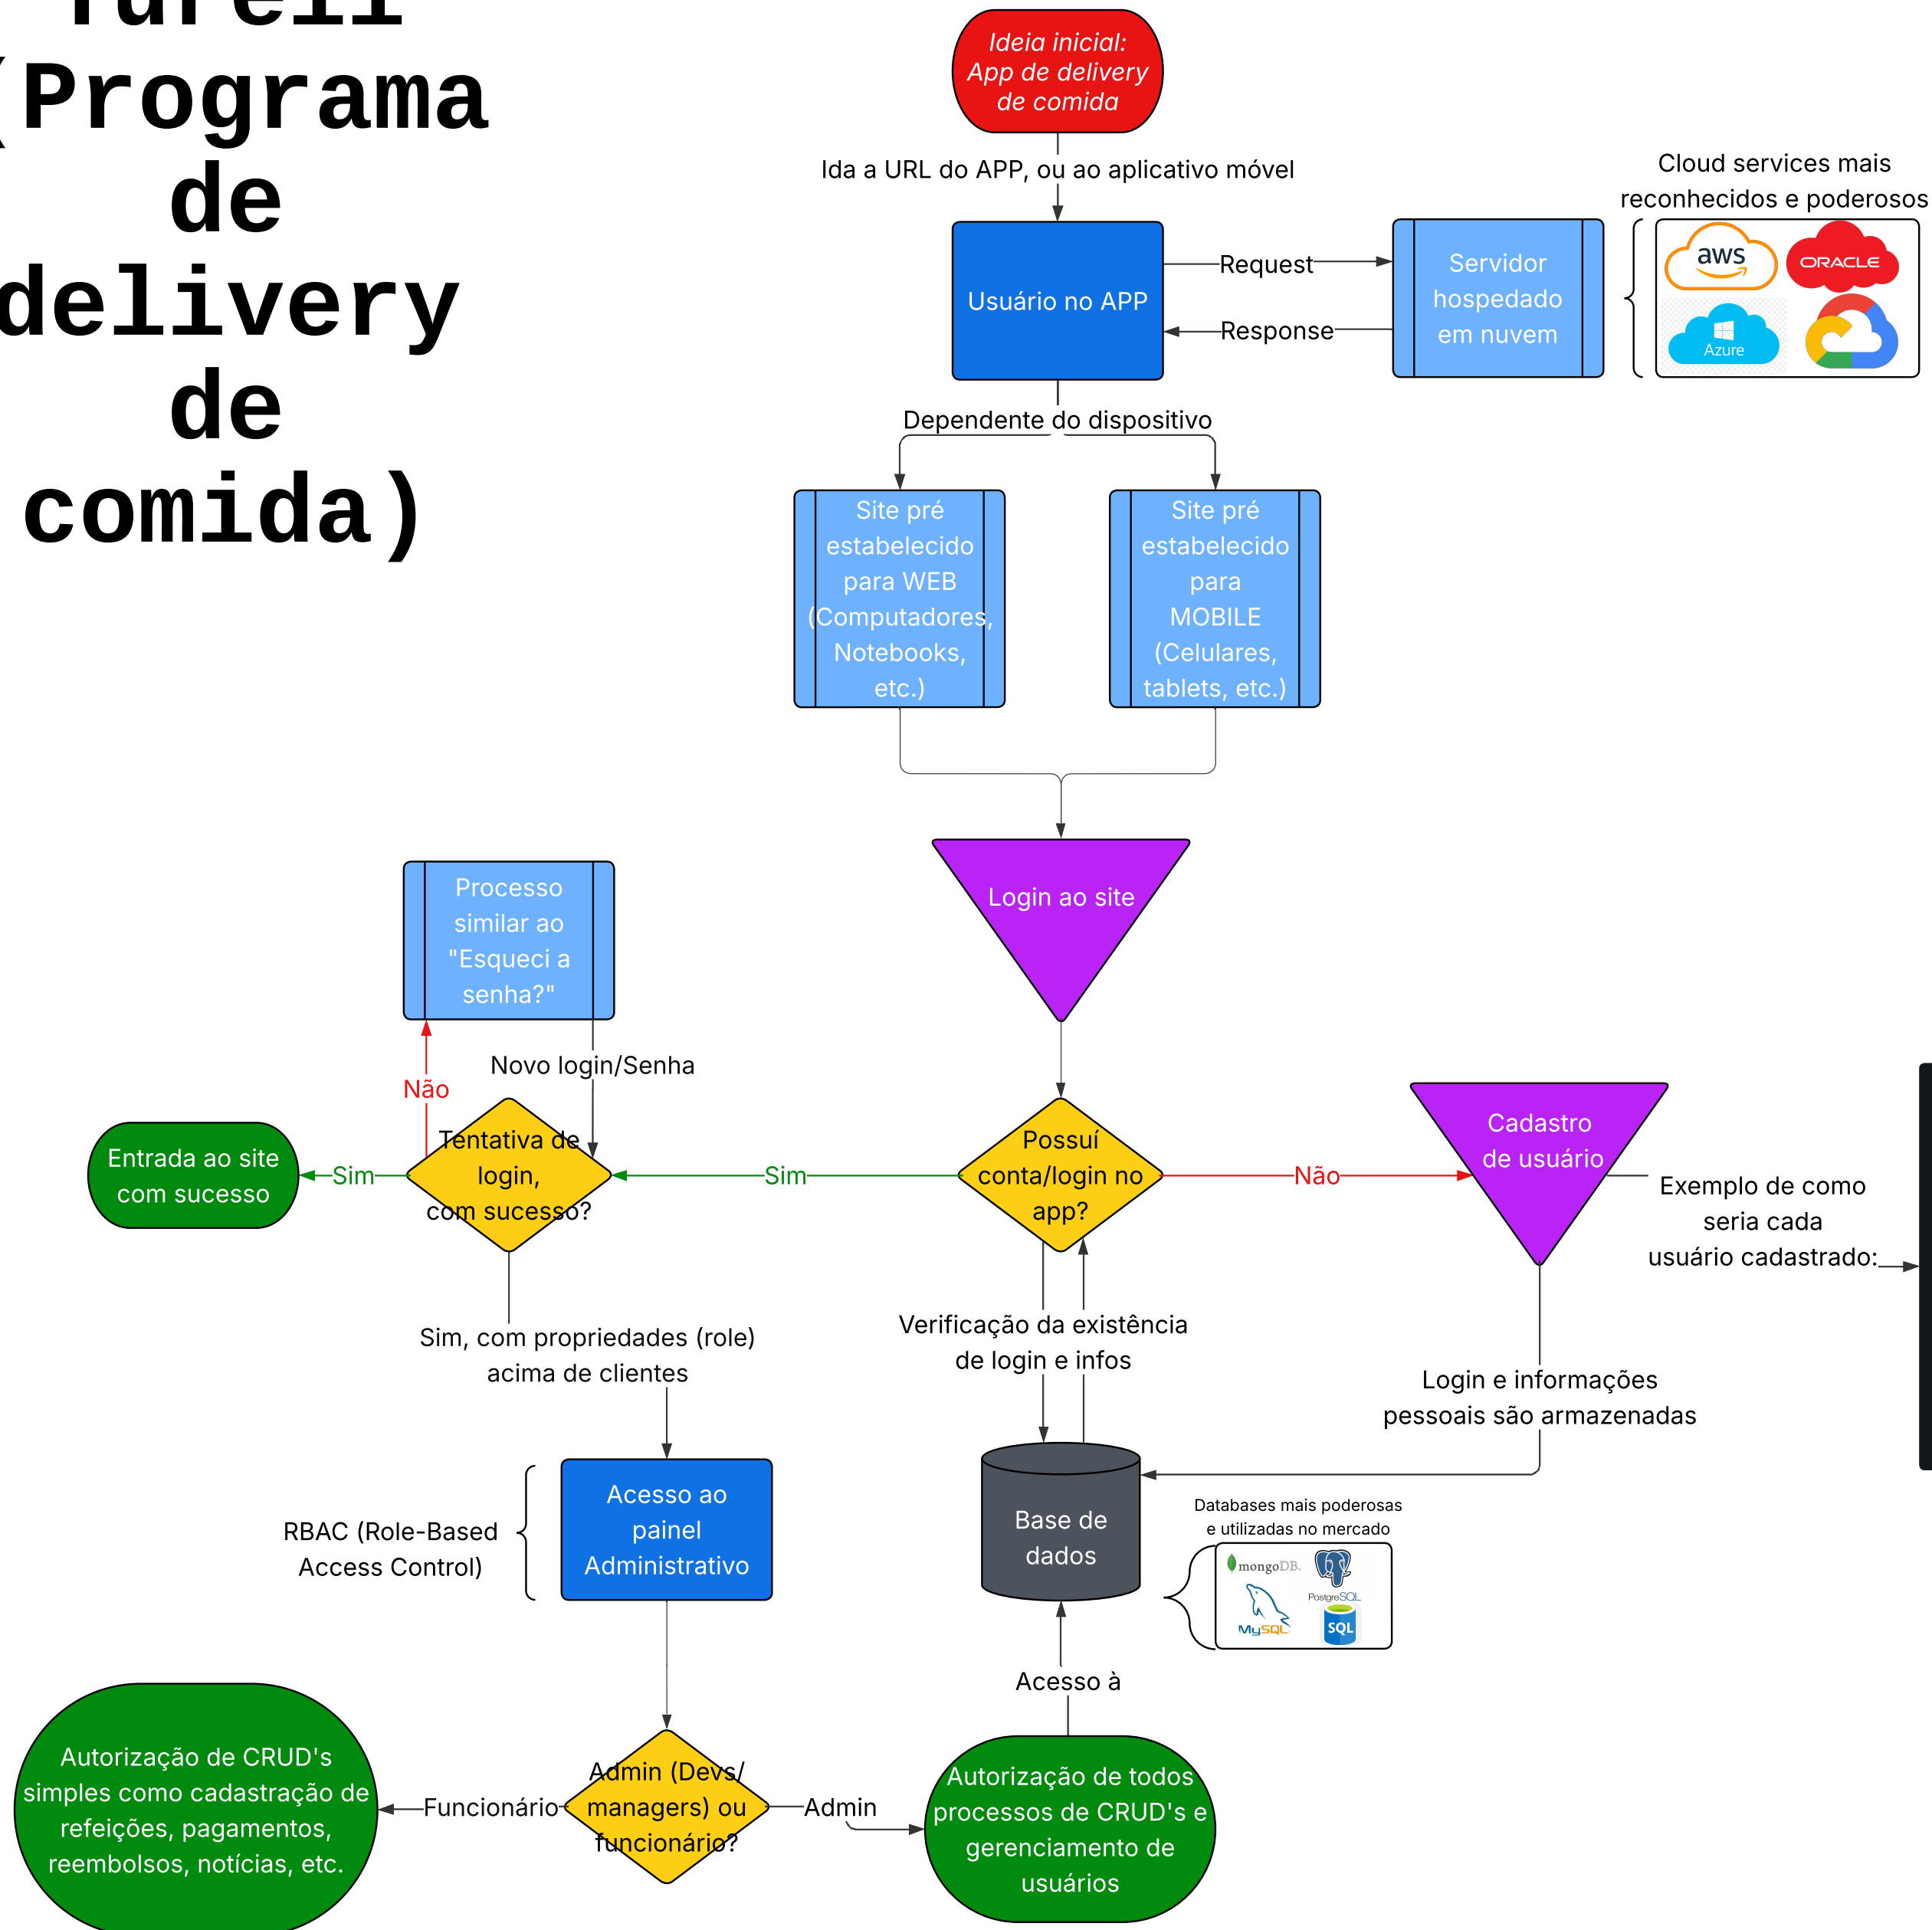 (Programa
de
delivery
de
comida)
Ideia inicial:
App de delivery
de comida
Ida a URL do APP, ou ao aplicativo móvel
Usuário no APP
Request
Response
Servidor
hospedado
em nuvem
Cloud services mais
reconhecidos e poderosos
aws
ORACLE
Azure
Dependente do dispositivo
Site pré
estabelecido
para WEB
(Computadores,
Notebooks,
etc.)
Site pré
estabelecido
para
MOBILE
(Celulares,
tablets, etc.)
Login ao site
Processo
similar ao
"Esqueci a
senha?"
Novo login/Senha
Não
Entrada ao site
com sucesso
Sim
Tentativa de
login,
com sucesso?
Sim
Possuí
conta/login no
app?
Não
Cadastro
de usuário
Exemplo de como
seria cada
usuário cadastrado:
Sim, com propriedades (role)
acima de clientes
Verificação da existência
de login e infos
Login e informações
pessoais são armazenadas
RBAC (Role-Based
Access Control)
Acesso ao
painel
Administrativo
Base de
dados
Databases mais poderosas
e utilizadas no mercado
mongoDB.
PostgreSQL
MySQL
SQL
Acesso à
Autorização de CRUD's
simples como cadastração de
refeições, pagamentos,
reembolsos, notícias, etc.
Funcionário
Admin (Devs/
managers) ou
funcionário?
Admin
Autorização de todos
processos de CRUD's e
gerenciamento de
usuários